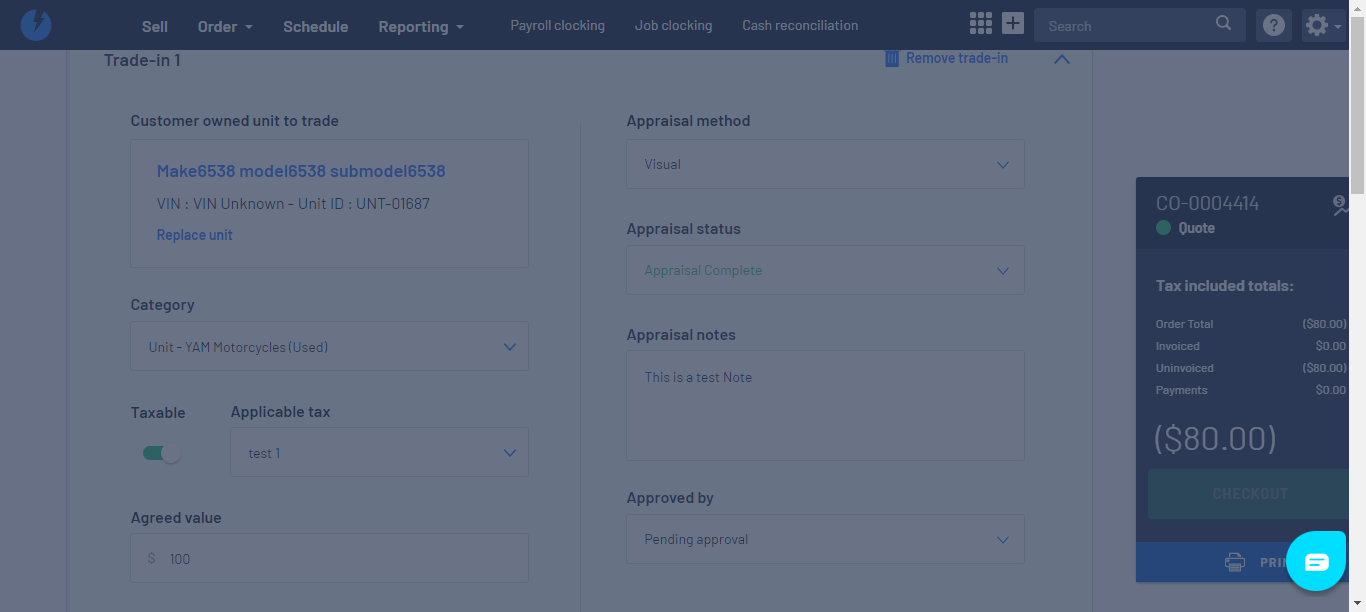 Sell
Order
Schedule
Reporting
Payroll clocking
Job clocking
Cash reconciliation
Search
Trade-in 1
Remove trade-in
Customer owned unit to trade
Make6538 model6538 submodel6538
VIN : VIN Unknown - Unit ID : UNT-01687
Replace unit
Category
Unit - YAM Motorcycles (Used)
Taxable
Applicable tax
test 1
Agreed value
$ 100
Appraisal method
Visual
Appraisal status
Appraisal Complete
Appraisal notes
This is a test Note
Approved by
Pending approval
CO-0004414
Quote
Tax included totals:
Order Total ($80.00)
Invoiced $0.00
Uninvoiced ($80.00)
Payments $0.00
($80.00)
CHECKOUT